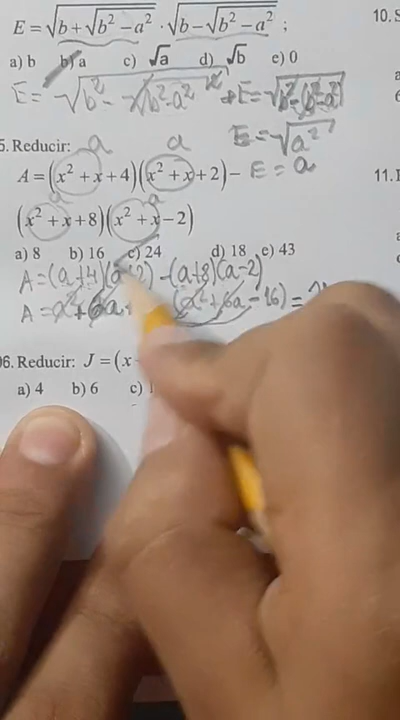 E = √(b + √(b² − a²)) · √(b − √(b² − a²)) ;
a) b b) a c) √a d) √b e) 0
E = √(b² − √(b² − a²)²) E = √(b² − (b² − a²))
E = √(a²)
E = a
5. Reducir: a a
A = (x² + x + 4)(x² + x + 2) −
a a
(x² + x + 8)(x² + x − 2)
a) 8 b) 16 c) 24 d) 18 e) 43
A = (a+4)(a+2) − (a+8)(a−2)
A = a² + 6a + (a² + 6a − 16) =
06. Reducir: J = (x
a) 4 b) 6 c)
10. S
11.